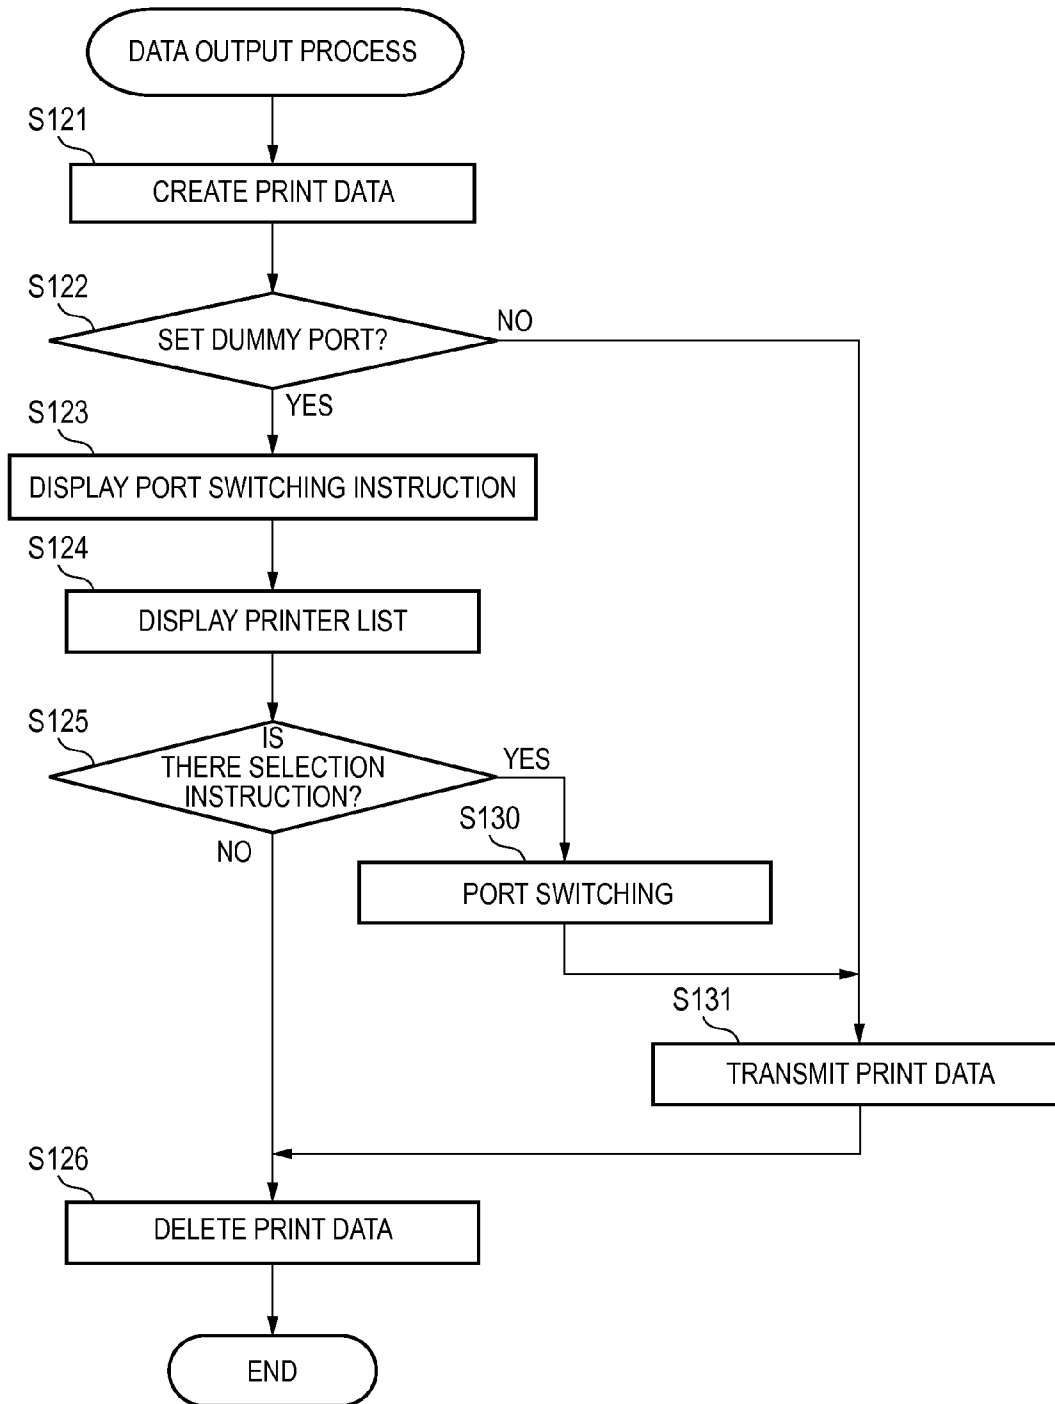 DATA OUTPUT PROCESS
S121
CREATE PRINT DATA
S122
SET DUMMY PORT?
NO
YES
S123
DISPLAY PORT SWITCHING INSTRUCTION
S124
DISPLAY PRINTER LIST
S125
IS
THERE SELECTION
INSTRUCTION?
YES
NO
S130
PORT SWITCHING
S131
TRANSMIT PRINT DATA
S126
DELETE PRINT DATA
END